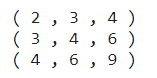 ( 2 , 3 , 4 )
( 3 , 4 , 6 )
( 4 , 6 , 9 )